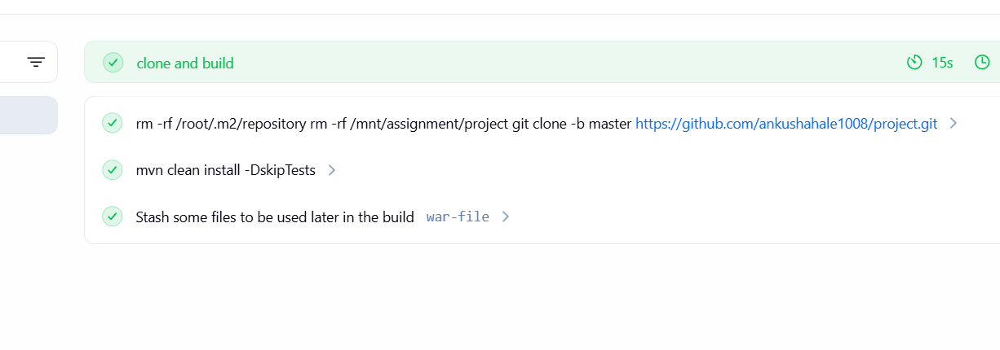 clone and build 15s
rm -rf /root/.m2/repository rm -rf /mnt/assignment/project git clone -b master https://github.com/ankushahale1008/project.git
mvn clean install -DskipTests
Stash some files to be used later in the build war-file